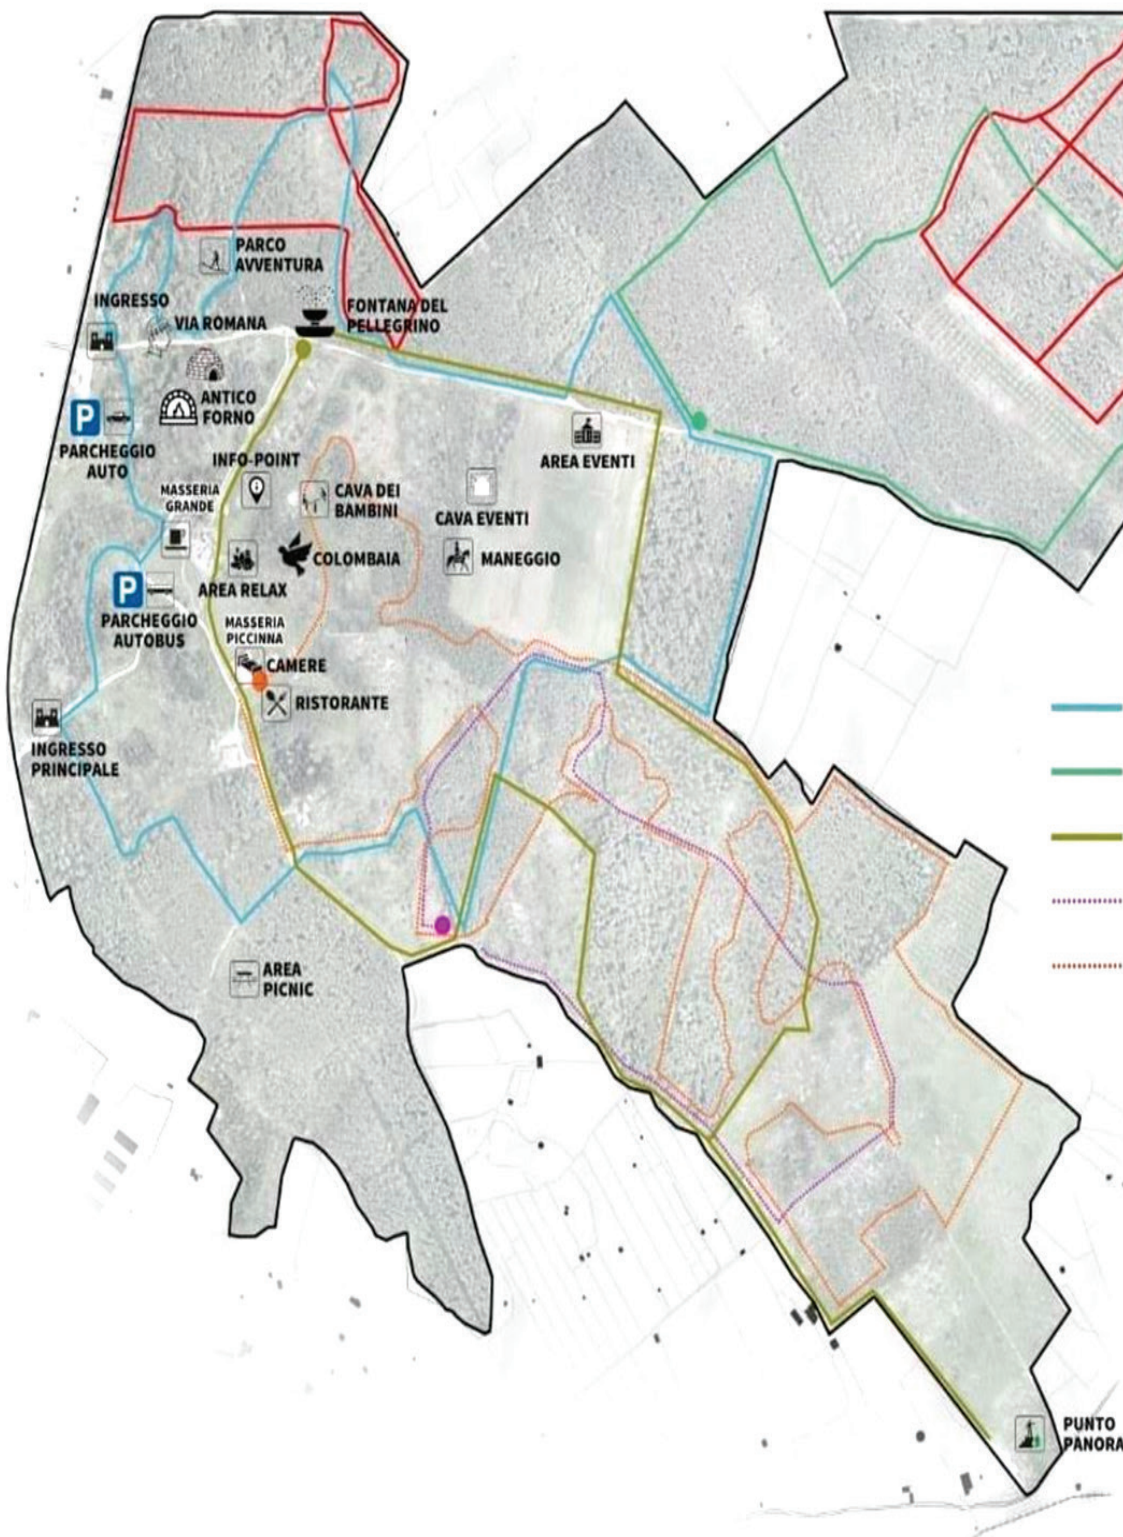 PARCO
AVVENTURA
INGRESSO
FONTANA DEL
PELLEGRINO
VIA ROMANA
ANTICO
FORNO
P
PARCHEGGIO
AUTO
AREA EVENTI
INFO-POINT
MASSERIA
GRANDE
CAVA DEI
BAMBINI
CAVA EVENTI
COLOMBAIA
MANEGGIO
AREA RELAX
P
PARCHEGGIO
AUTOBUS
MASSERIA
PICCINNA
CAMERE
RISTORANTE
INGRESSO
PRINCIPALE
AREA
PICNIC
2
PUNTO
PANORA